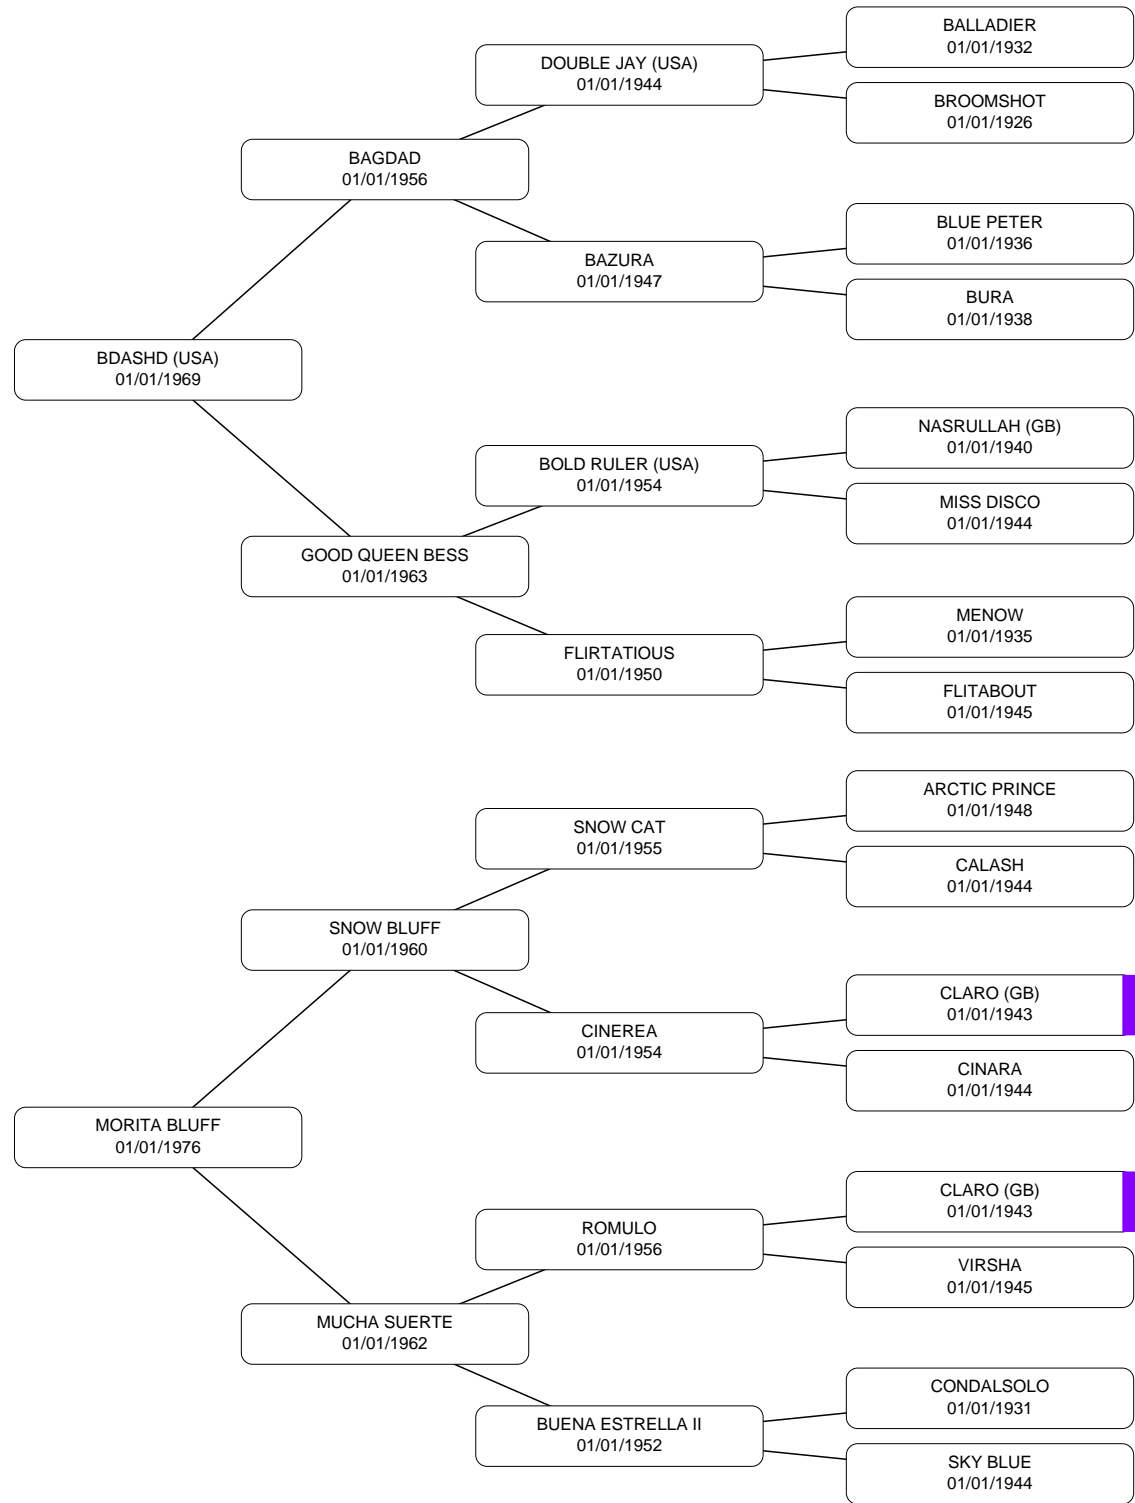 BALLADIER
01/01/1932
DOUBLE JAY (USA)
01/01/1944
BROOMSHOT
01/01/1926
BAGDAD
01/01/1956
BLUE PETER
01/01/1936
BAZURA
01/01/1947
BURA
01/01/1938
BDASHD (USA)
01/01/1969
NASRULLAH (GB)
01/01/1940
BOLD RULER (USA)
01/01/1954
MISS DISCO
01/01/1944
GOOD QUEEN BESS
01/01/1963
MENOW
01/01/1935
FLIRTATIOUS
01/01/1950
FLITABOUT
01/01/1945
ARCTIC PRINCE
01/01/1948
SNOW CAT
01/01/1955
CALASH
01/01/1944
SNOW BLUFF
01/01/1960
CLARO (GB)
01/01/1943
CINEREA
01/01/1954
CINARA
01/01/1944
MORITA BLUFF
01/01/1976
CLARO (GB)
01/01/1943
ROMULO
01/01/1956
VIRSHA
01/01/1945
MUCHA SUERTE
01/01/1962
CONDALSOLO
01/01/1931
BUENA ESTRELLA II
01/01/1952
SKY BLUE
01/01/1944